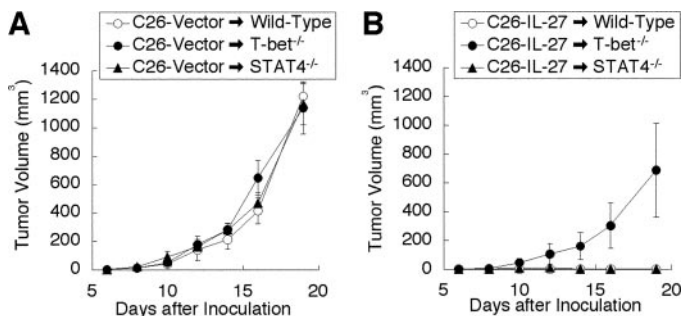 A
C26-Vector ➡ Wild-Type
C26-Vector ➡ T-bet-/-
C26-Vector ➡ STAT4-/-
Tumor Volume (mm3)
1400
1200
1000
800
600
400
200
0
5 10 15 20
Days after Inoculation
B
C26-IL-27 ➡ Wild-Type
C26-IL-27 ➡ T-bet-/-
C26-IL-27 ➡ STAT4-/-
Tumor Volume (mm3)
1400
1200
1000
800
600
400
200
0
5 10 15 20
Days after Inoculation